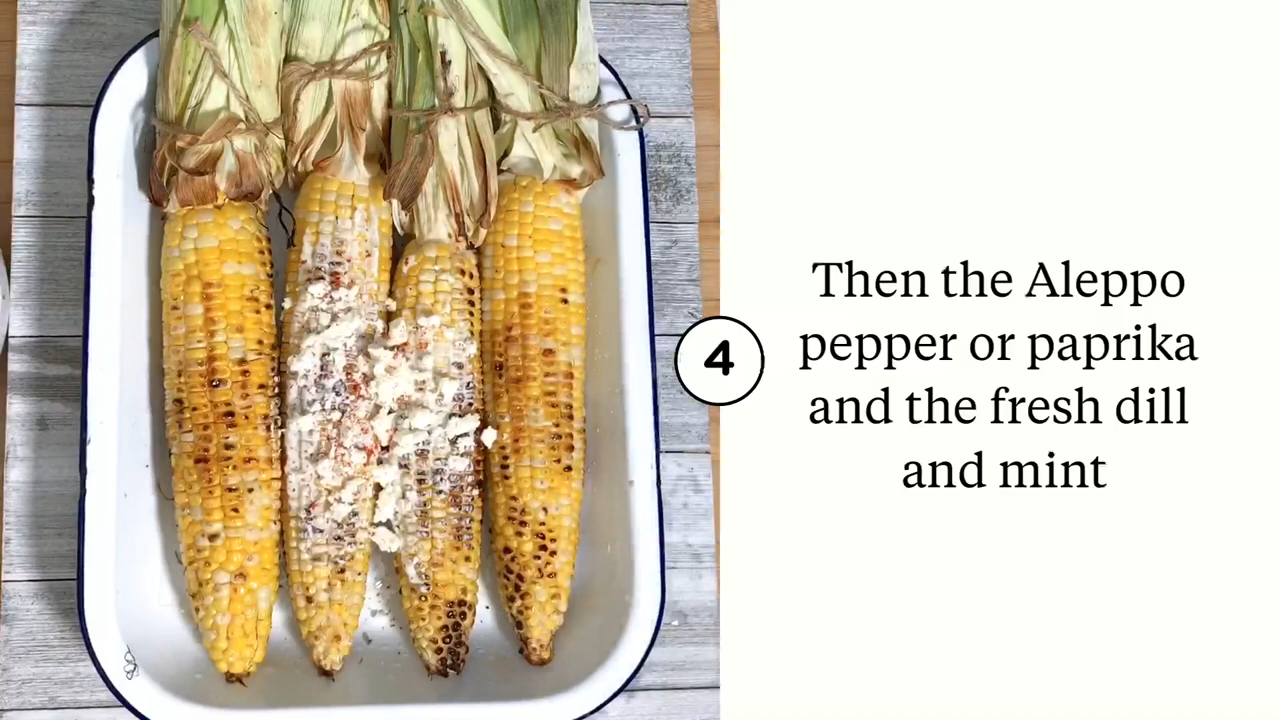 4
Then the Aleppo
pepper or paprika
and the fresh dill
and mint